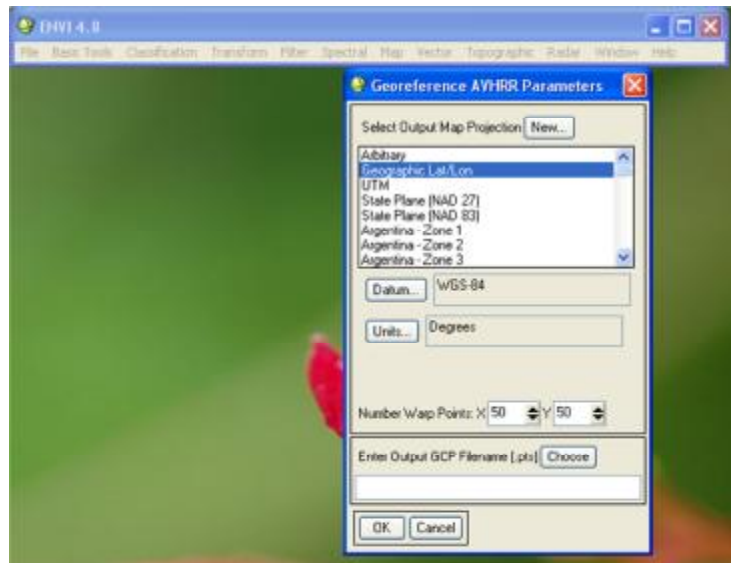 ENVI 4.8
File Basic Tools Classification Transform Filter Spectral Map Vector Topographic Radar Window Help
Georeference AVHRR Parameters
Select Output Map Projection New...
Arbitrary
Geographic Lat/Lon
UTM
State Plane (NAD 27)
State Plane (NAD 83)
Argentina - Zone 1
Argentina - Zone 2
Argentina - Zone 3
Datum... WGS-84
Units... Degrees
Number Warp Points: X 50 Y 50
Enter Output GCP Filename [.pts] Choose
OK Cancel